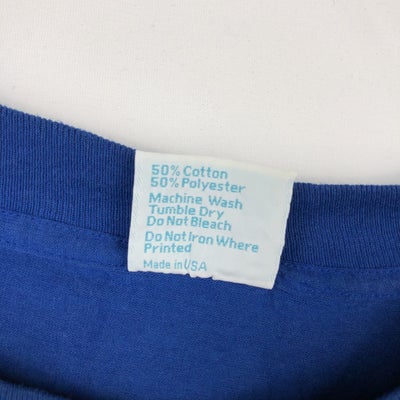 50% Cotton
50% Polyester
Machine Wash
Tumble Dry
Do Not Bleach
Do Not Iron Where
Printed
Made in USA